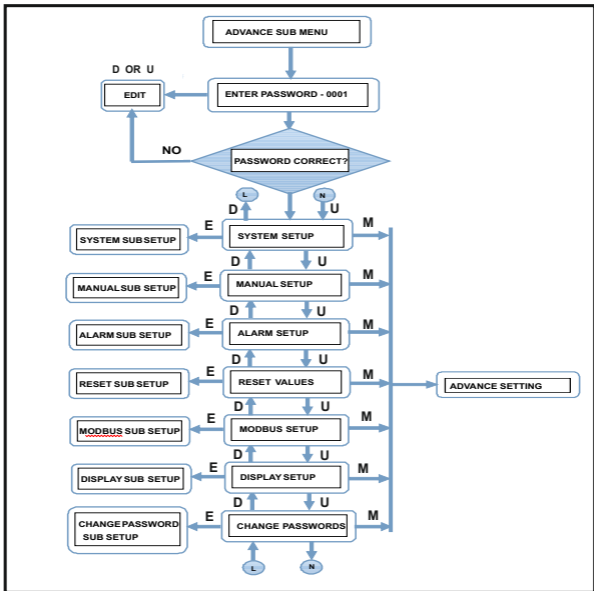 ADVANCE SUB MENU
D OR U
EDIT
ENTER PASSWORD - 0001
NO
PASSWORD CORRECT?
L
N
D
U
E
M
SYSTEM SUB SETUP
SYSTEM SETUP
D
U
E
M
MANUAL SUB SETUP
MANUAL SETUP
D
U
E
M
ALARM SUB SETUP
ALARM SETUP
D
U
E
M
RESET SUB SETUP
RESET VALUES
ADVANCE SETTING
D
U
E
M
MODBUS SUB SETUP
MODBUS SETUP
D
U
E
M
DISPLAY SUB SETUP
DISPLAY SETUP
D
U
E
M
CHANGE PASSWORD
SUB SETUP
CHANGE PASSWORDS
L
N